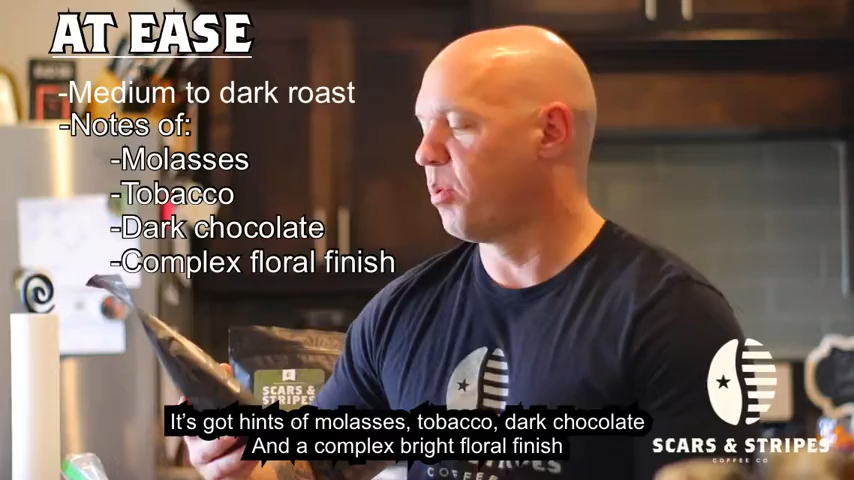 AT EASE
-Medium to dark roast
-Notes of:
-Molasses
-Tobacco
-Dark chocolate
-Complex floral finish
SCARS &
STRIPES
It's got hints of molasses, tobacco, dark chocolate
And a complex bright floral finish
SCARS & STRIPES
COFFEE CO